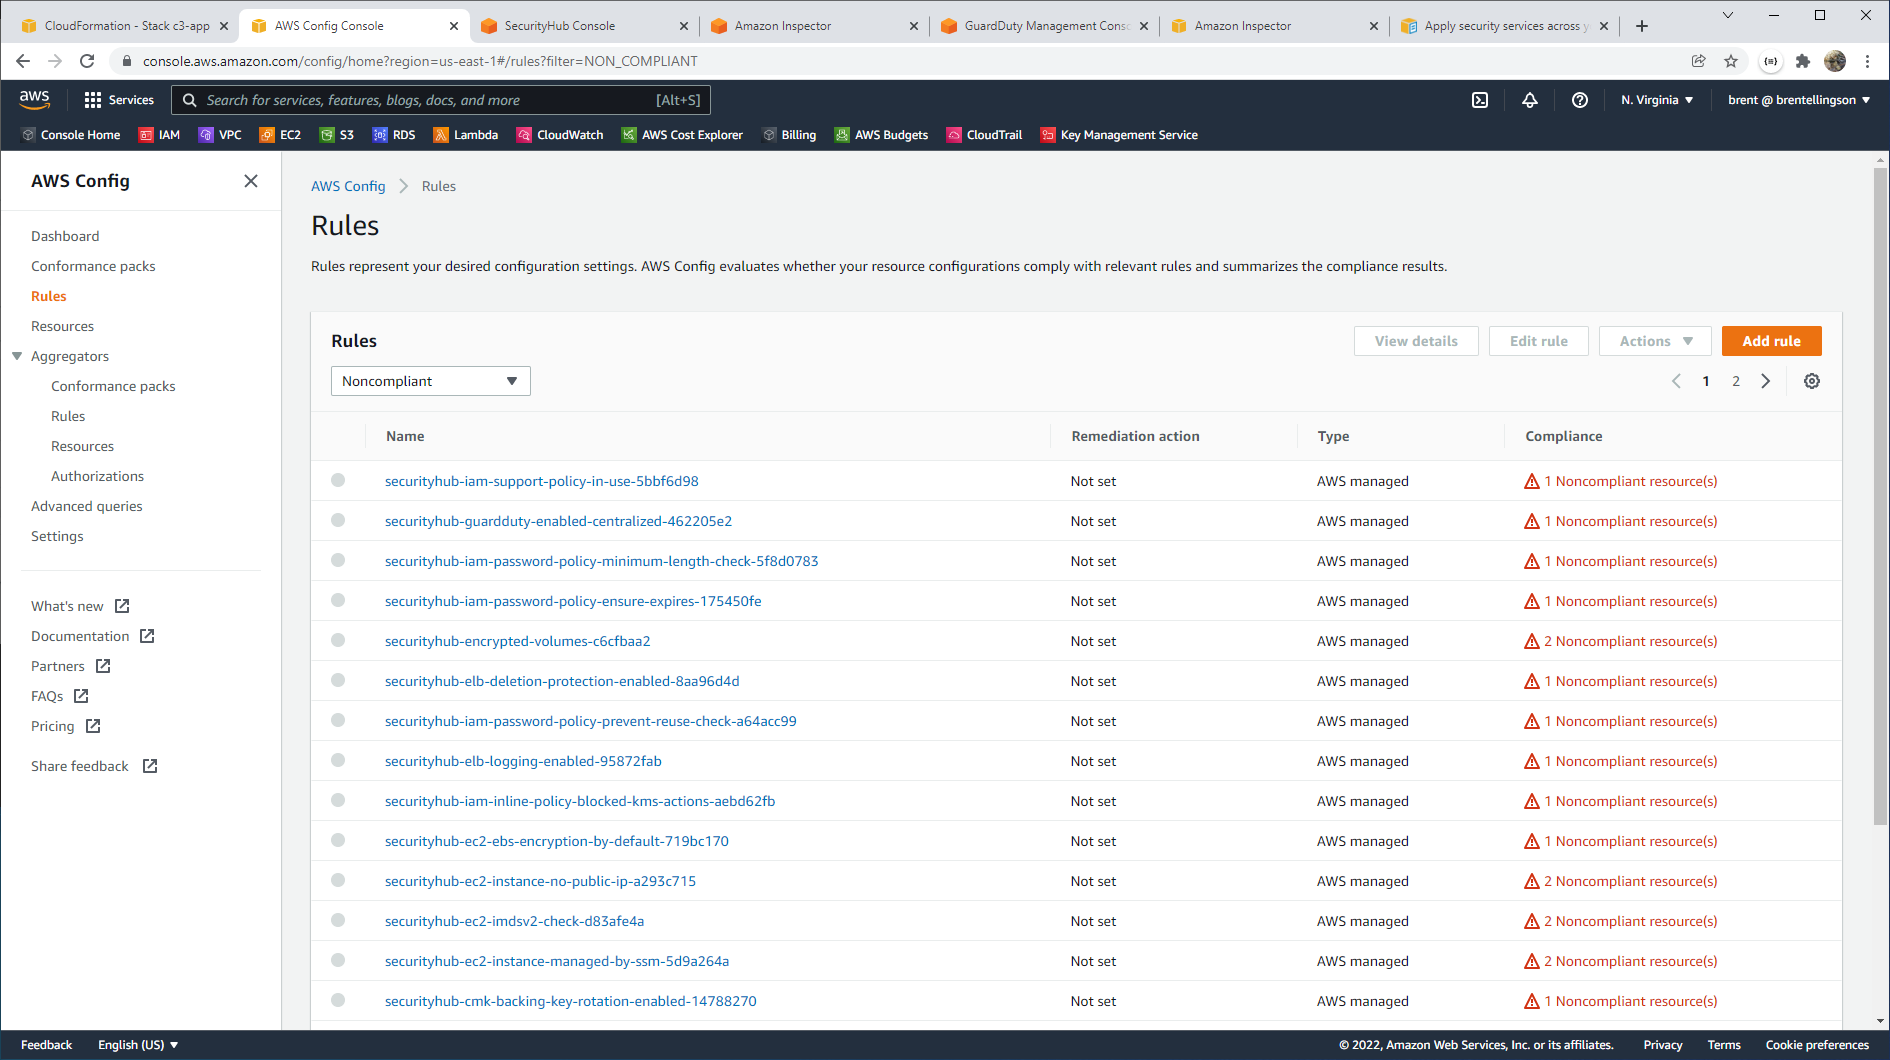 CloudFormation - Stack c3-app
AWS Config Console
SecurityHub Console
Amazon Inspector
GuardDuty Management Conso
Amazon Inspector
Apply security services across y
console.aws.amazon.com/config/home?region=us-east-1#/rules?filter=NON_COMPLIANT
aws
Services
Search for services, features, blogs, docs, and more
[Alt+S]
N. Virginia
brent @ brentellingson
Console Home
IAM
VPC
EC2
S3
RDS
Lambda
CloudWatch
AWS Cost Explorer
Billing
AWS Budgets
CloudTrail
Key Management Service
AWS Config
Dashboard
Conformance packs
Rules
Resources
Aggregators
Conformance packs
Rules
Resources
Authorizations
Advanced queries
Settings
What's new
Documentation
Partners
FAQs
Pricing
Share feedback
AWS Config
Rules
Rules
Rules represent your desired configuration settings. AWS Config evaluates whether your resource configurations comply with relevant rules and summarizes the compliance results.
Rules
View details
Edit rule
Actions
Add rule
Noncompliant
1 2
Name Remediation action Type Compliance
securityhub-iam-support-policy-in-use-5bbf6d98 Not set AWS managed 1 Noncompliant resource(s)
securityhub-guardduty-enabled-centralized-462205e2 Not set AWS managed 1 Noncompliant resource(s)
securityhub-iam-password-policy-minimum-length-check-5f8d0783 Not set AWS managed 1 Noncompliant resource(s)
securityhub-iam-password-policy-ensure-expires-175450fe Not set AWS managed 1 Noncompliant resource(s)
securityhub-encrypted-volumes-c6cfbaa2 Not set AWS managed 2 Noncompliant resource(s)
securityhub-elb-deletion-protection-enabled-8aa96d4d Not set AWS managed 1 Noncompliant resource(s)
securityhub-iam-password-policy-prevent-reuse-check-a64acc99 Not set AWS managed 1 Noncompliant resource(s)
securityhub-elb-logging-enabled-95872fab Not set AWS managed 1 Noncompliant resource(s)
securityhub-iam-inline-policy-blocked-kms-actions-aebd62fb Not set AWS managed 1 Noncompliant resource(s)
securityhub-ec2-ebs-encryption-by-default-719bc170 Not set AWS managed 1 Noncompliant resource(s)
securityhub-ec2-instance-no-public-ip-a293c715 Not set AWS managed 2 Noncompliant resource(s)
securityhub-ec2-imdsv2-check-d83afe4a Not set AWS managed 2 Noncompliant resource(s)
securityhub-ec2-instance-managed-by-ssm-5d9a264a Not set AWS managed 2 Noncompliant resource(s)
securityhub-cmk-backing-key-rotation-enabled-14788270 Not set AWS managed 1 Noncompliant resource(s)
Feedback
English (US)
© 2022, Amazon Web Services, Inc. or its affiliates.
Privacy
Terms
Cookie preferences